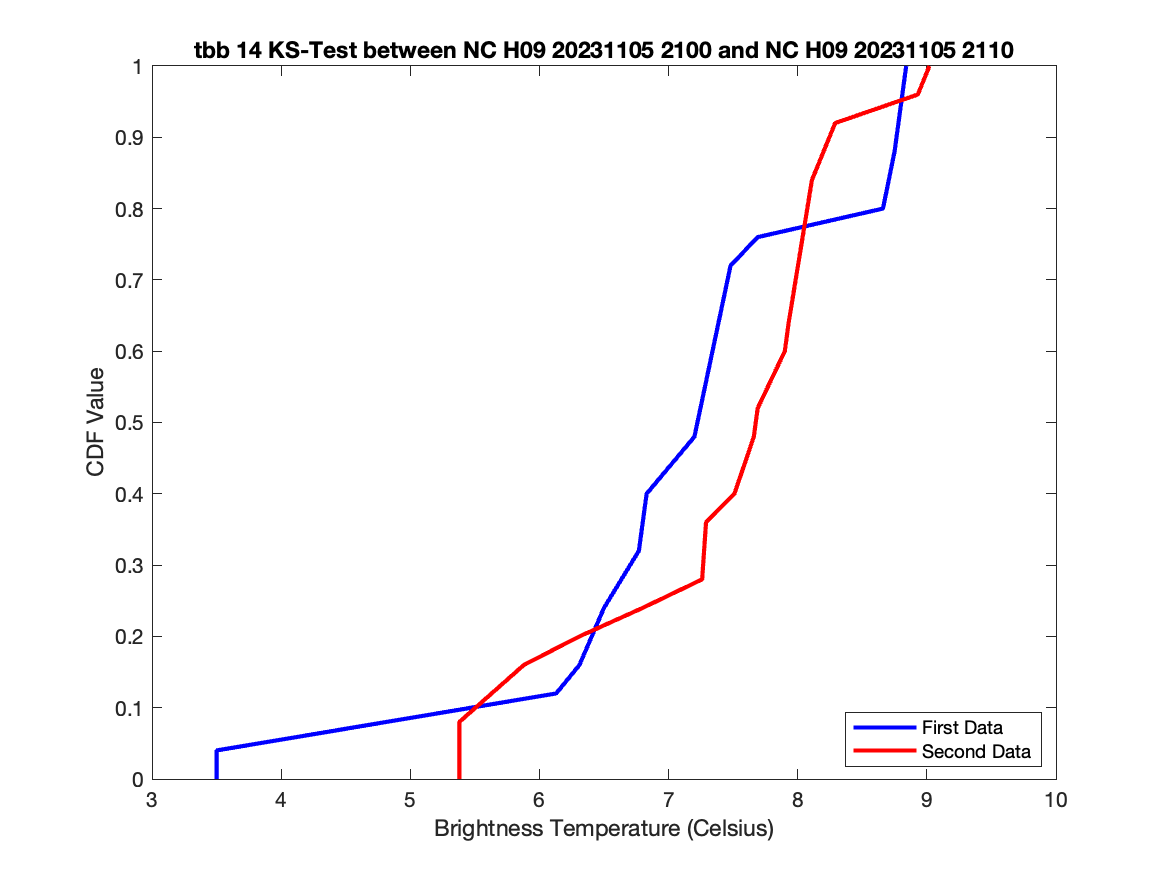 tbb 14 KS-Test between NC H09 20231105 2100 and NC H09 20231105 2110
1
0.9
0.8
0.7
0.6
0.5
0.4
0.3
0.2
0.1
0
CDF Value
First Data
Second Data
3 4 5 6 7 8 9 10
Brightness Temperature (Celsius)